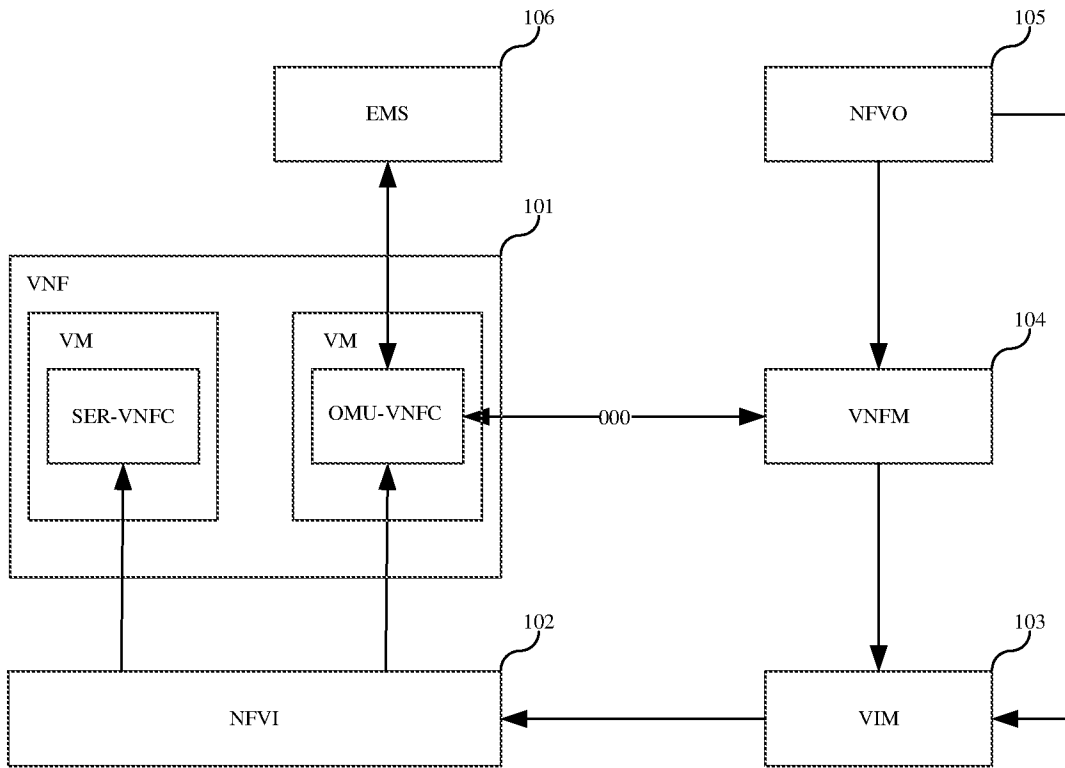 106
105
EMS
NFVO
101
VNF
104
VM
VM
SER-VNFC
OMU-VNFC
000
VNFM
102
103
NFVI
VIM